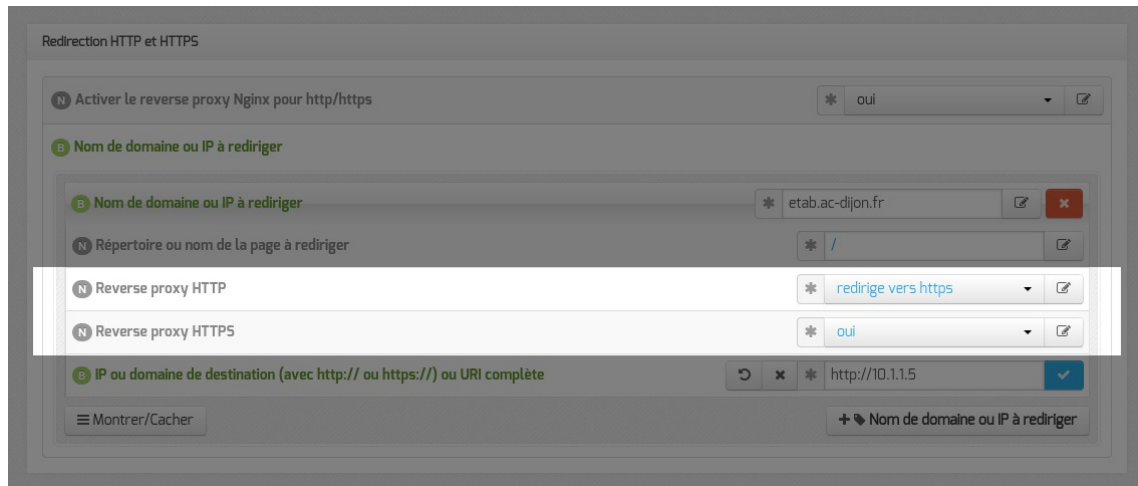 Redirection HTTP et HTTPS
N Activer le reverse proxy Nginx pour http/https oui
B Nom de domaine ou IP à rediriger
B Nom de domaine ou IP à rediriger etab.ac-dijon.fr
N Répertoire ou nom de la page à rediriger /
N Reverse proxy HTTP redirige vers https
N Reverse proxy HTTPS oui
B IP ou domaine de destination (avec http:// ou https://) ou URI complète http://10.1.1.5
Montrer/Cacher + Nom de domaine ou IP à rediriger